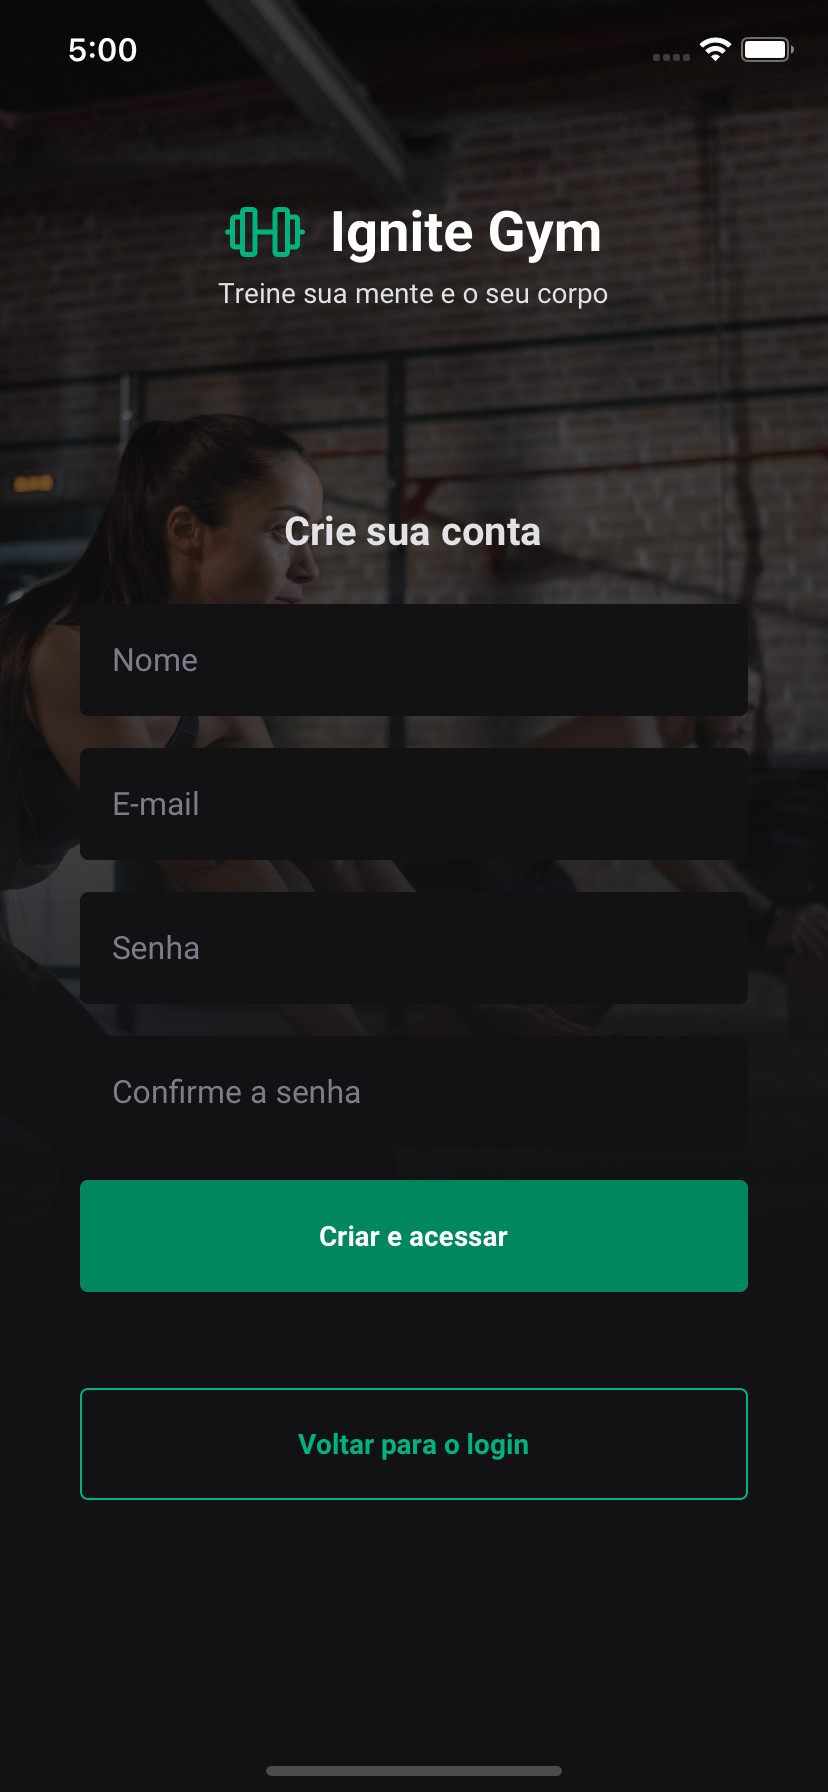 5:00
Ignite Gym
Treine sua mente e o seu corpo
Crie sua conta
Nome
E-mail
Senha
Confirme a senha
Criar e acessar
Voltar para o login